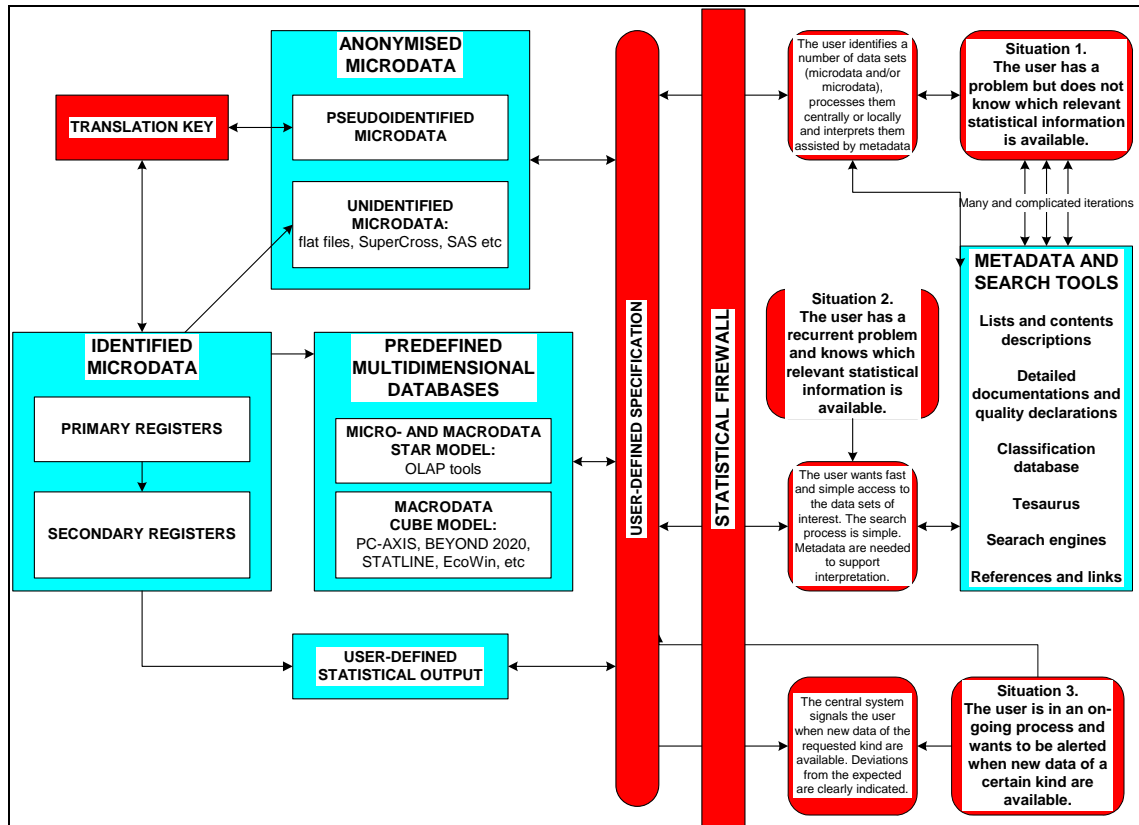 ANONYMISED
MICRODATA
PSEUDOIDENTIFIED
MICRODATA
UNIDENTIFIED
MICRODATA:
flat files, SuperCross, SAS etc
TRANSLATION KEY
IDENTIFIED
MICRODATA
PRIMARY REGISTERS
SECONDARY REGISTERS
PREDEFINED
MULTIDIMENSIONAL
DATABASES
MICRO- AND MACRODATA
STAR MODEL:
OLAP tools
MACRODATA
CUBE MODEL:
PC-AXIS, BEYOND 2020,
STATLINE, EcoWin, etc
USER-DEFINED
STATISTICAL OUTPUT
USER-DEFINED SPECIFICATION
STATISTICAL FIREWALL
The user identifies a
number of data sets
(microdata and/or
microdata),
processes them
centrally or locally
and interprets them
assisted by metadata
Situation 1.
The user has a
problem but does not
know which relevant
statistical information
is available.
Many and complicated iterations
METADATA AND
SEARCH TOOLS
Lists and contents
descriptions
Detailed
documentations and
quality declarations
Classification
database
Tesaurus
Searach engines
References and links
Situation 2.
The user has a
recurrent problem
and knows which
relevant statistical
information is
available.
The user wants fast
and simple access to
the data sets of
interest. The search
process is simple.
Metadata are needed
to support
interpretation.
The central system
signals the user
when new data of the
requested kind are
available. Deviations
from the expected
are clearly indicated.
Situation 3.
The user is in an on-
going process and
wants to be alerted
when new data of a
certain kind are
available.